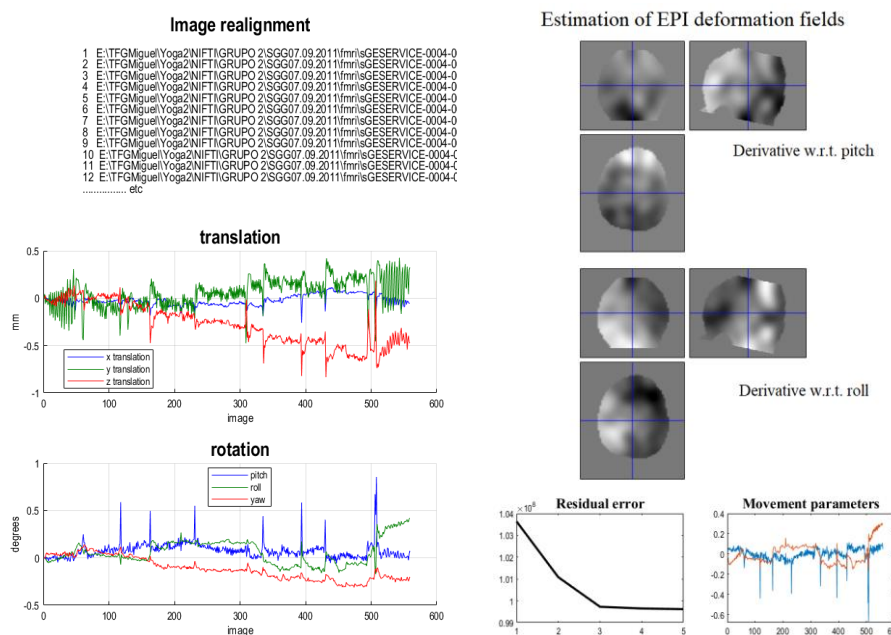 Image realignment
1 E:\TFGMiguel\Yoga2\NIFTI\GRUPO 2\SGG07.09.2011\fmri\sGESERVICE-0004-0
2 E:\TFGMiguel\Yoga2\NIFTI\GRUPO 2\SGG07.09.2011\fmri\sGESERVICE-0004-0
3 E:\TFGMiguel\Yoga2\NIFTI\GRUPO 2\SGG07.09.2011\fmri\sGESERVICE-0004-0
4 E:\TFGMiguel\Yoga2\NIFTI\GRUPO 2\SGG07.09.2011\fmri\sGESERVICE-0004-0
5 E:\TFGMiguel\Yoga2\NIFTI\GRUPO 2\SGG07.09.2011\fmri\sGESERVICE-0004-0
6 E:\TFGMiguel\Yoga2\NIFTI\GRUPO 2\SGG07.09.2011\fmri\sGESERVICE-0004-0
7 E:\TFGMiguel\Yoga2\NIFTI\GRUPO 2\SGG07.09.2011\fmri\sGESERVICE-0004-0
8 E:\TFGMiguel\Yoga2\NIFTI\GRUPO 2\SGG07.09.2011\fmri\sGESERVICE-0004-0
9 E:\TFGMiguel\Yoga2\NIFTI\GRUPO 2\SGG07.09.2011\fmri\sGESERVICE-0004-0
10 E:\TFGMiguel\Yoga2\NIFTI\GRUPO 2\SGG07.09.2011\fmri\sGESERVICE-0004-0
11 E:\TFGMiguel\Yoga2\NIFTI\GRUPO 2\SGG07.09.2011\fmri\sGESERVICE-0004-0
12 E:\TFGMiguel\Yoga2\NIFTI\GRUPO 2\SGG07.09.2011\fmri\sGESERVICE-0004-0
................ etc
translation
0.5
0
-0.5
-1
mm
x translation
y translation
z translation
0 100 200 300 400 500 600
image
rotation
1
0.5
0
-0.5
degrees
pitch
roll
yaw
0 100 200 300 400 500 600
image
Estimation of EPI deformation fields
Derivative w.r.t. pitch
Derivative w.r.t. roll
Residual error
×10⁸
1.04
1.03
1.02
1.01
1
0.99
1 2 3 4 5
Movement parameters
0.4
0.2
0
-0.2
-0.4
-0.6
0 100 200 300 400 500 600